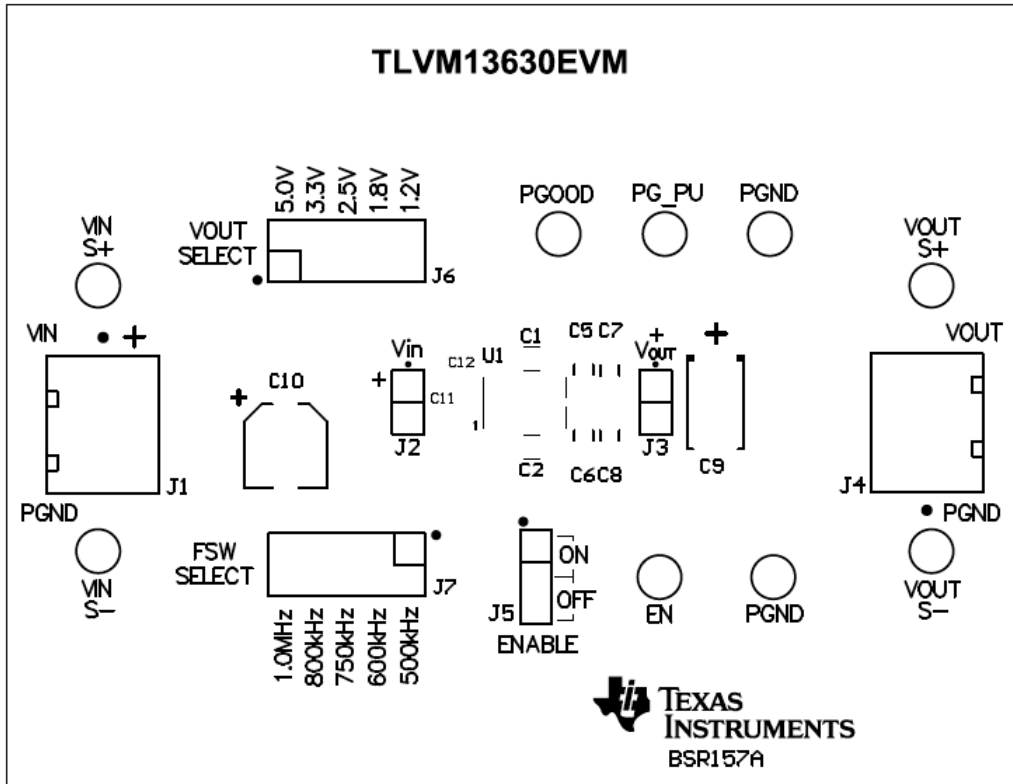 TLVM13630EVM
5.0V
3.3V
2.5V
1.8V
1.2V
VOUT
SELECT
J6
PGOOD
PG_PU
PGND
VIN
S+
VOUT
S+
VIN
+
J1
PGND
VIN
S-
+
C10
Vin
+
J2
C11
C12
U1
1
C1
C2
C5 C7
C6 C8
+
VOUT
J3
+
C9
VOUT
J4
PGND
VOUT
S-
FSW
SELECT
J7
1.0MHz
800kHz
750kHz
600kHz
500kHz
ON
OFF
J5
ENABLE
EN
PGND
TEXAS
INSTRUMENTS
BSR157A